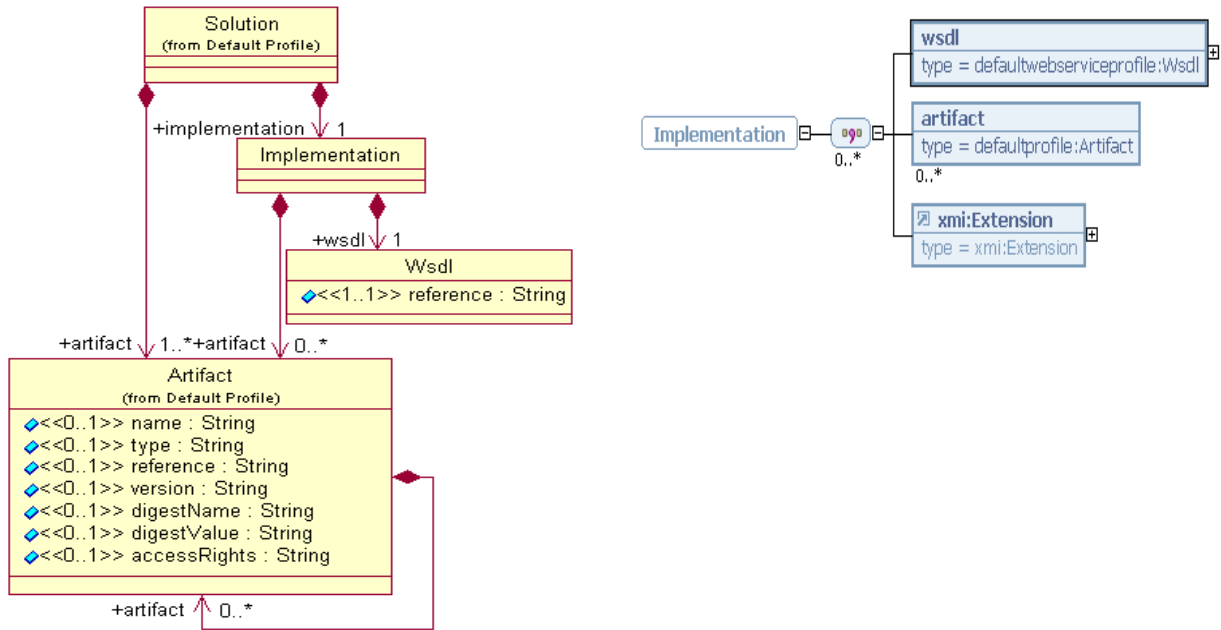 Solution
(from Default Profile)
+implementation 1
Implementation
+wsdl 1
Wsdl
<<1..1>> reference : String
+artifact 1..*
+artifact 0..*
Artifact
(from Default Profile)
<<0..1>> name : String
<<0..1>> type : String
<<0..1>> reference : String
<<0..1>> version : String
<<0..1>> digestName : String
<<0..1>> digestValue : String
<<0..1>> accessRights : String
+artifact 0..*
Implementation
0..*
wsdl
type = defaultwebserviceprofile:Wsdl
artifact
type = defaultprofile:Artifact
0..*
xmi:Extension
type = xmi:Extension